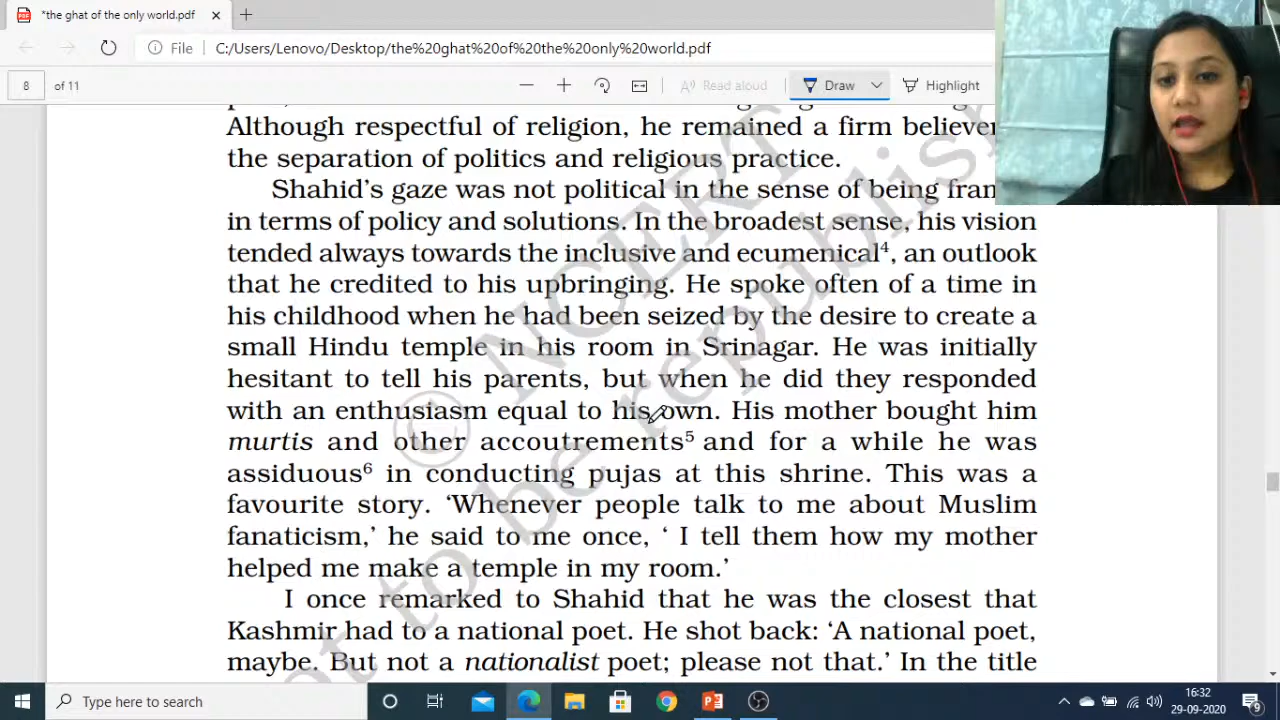 *the ghat of the only world.pdf
File
C:/Users/Lenovo/Desktop/the%20ghat%20of%20the%20only%20world.pdf
8 of 11
Read aloud
Draw
Highlight
Although respectful of religion, he remained a firm believer
the separation of politics and religious practice.
Shahid’s gaze was not political in the sense of being
in terms of policy and solutions. In the broadest sense, his vision
tended always towards the inclusive and ecumenical⁴, an outlook
that he credited to his upbringing. He spoke often of a time in
his childhood when he had been seized by the desire to create a
small Hindu temple in his room in Srinagar. He was initially
hesitant to tell his parents, but when he did they responded
with an enthusiasm equal to his own. His mother bought him
murtis and other accoutrements⁵ and for a while he was
assiduous⁶ in conducting pujas at this shrine. This was a
favourite story. ‘Whenever people talk to me about Muslim
fanaticism,’ he said to me once, ‘ I tell them how my mother
helped me make a temple in my room.’
I once remarked to Shahid that he was the closest that
Kashmir had to a national poet. He shot back: ‘A national poet,
maybe. But not a nationalist poet; please not that.’ In the title
© NCERT
not to be republish
Type here to search
16:32
29-09-2020
9